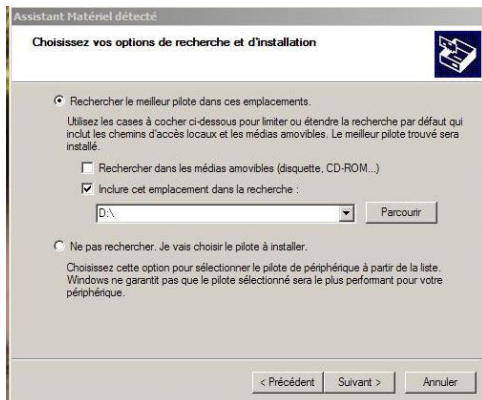 Assistant Matériel détecté
Choisissez vos options de recherche et d'installation
Rechercher le meilleur pilote dans ces emplacements.
Utilisez les cases à cocher ci-dessous pour limiter ou étendre la recherche par défaut qui
inclut les chemins d'accès locaux et les médias amovibles. Le meilleur pilote trouvé sera
installé.
Rechercher dans les médias amovibles (disquette, CD-ROM...)
Inclure cet emplacement dans la recherche :
D:\
Parcourir
Ne pas rechercher. Je vais choisir le pilote à installer.
Choisissez cette option pour sélectionner le pilote de périphérique à partir de la liste.
Windows ne garantit pas que le pilote sélectionné sera le plus performant pour votre
périphérique.
< Précédent Suivant > Annuler